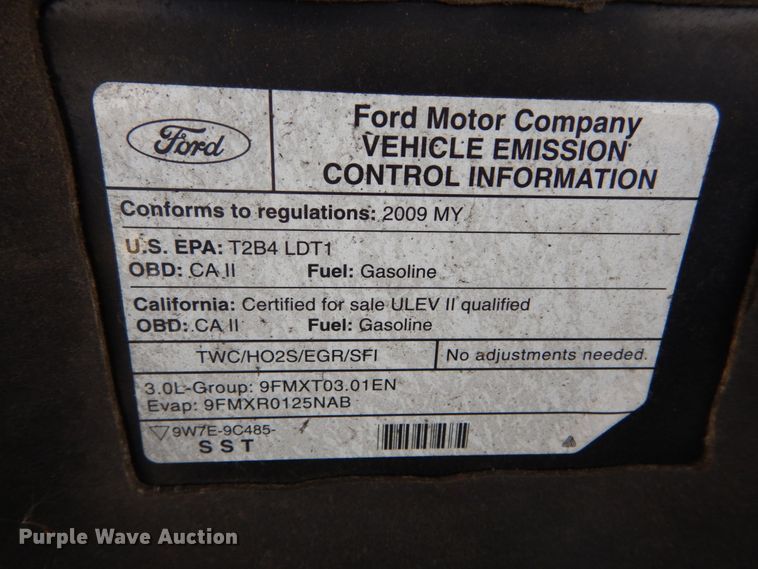 Ford
Ford Motor Company
VEHICLE EMISSION
CONTROL INFORMATION
Conforms to regulations: 2009 MY
U.S. EPA: T2B4 LDT1
OBD: CA II Fuel: Gasoline
California: Certified for sale ULEV II qualified
OBD: CA II Fuel: Gasoline
TWC/HO2S/EGR/SFI No adjustments needed.
3.0L-Group: 9FMXT03.01EN
Evap: 9FMXR0125NAB
9W7E-9C485-
SST
Purple Wave Auction